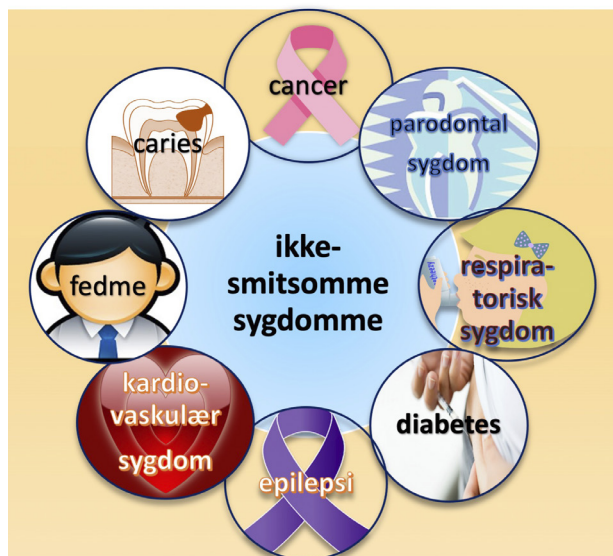 cancer
parodontal
sygdom
respira-
torisk
sygdom
diabetes
epilepsi
kardio-
vaskulær
sygdom
fedme
caries
ikke-
smitsomme
sygdomme